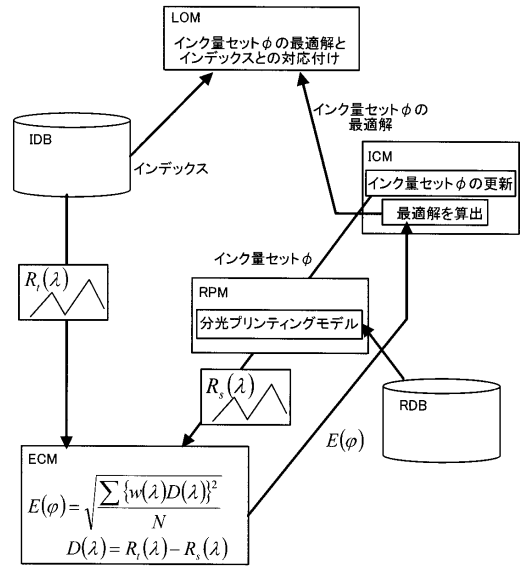 LOM
インク量セットφの最適解と
インデックスとの対応付け
インク量セットφの
最適解
IDB
インデックス
ICM
インク量セットφの更新
最適解を算出
インク量セットφ
R_t(λ)
RPM
分光プリンティングモデル
R_s(λ)
RDB
E(φ)
ECM
E(φ)=√(∑{w(λ)D(λ)}²/N)
D(λ)=R_t(λ)−R_s(λ)